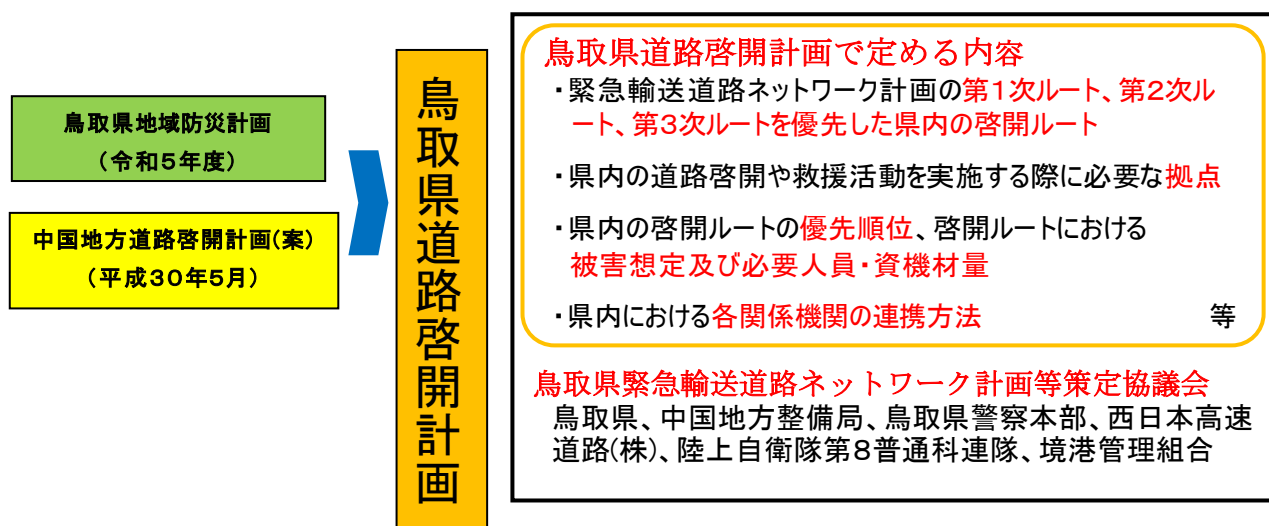 鳥取県地域防災計画
(令和5年度)
中国地方道路啓開計画(案)
(平成30年5月)
鳥取県道路啓開計画
鳥取県道路啓開計画で定める内容
・緊急輸送道路ネットワーク計画の第1次ルート、第2次ル
ート、第3次ルートを優先した県内の啓開ルート
・県内の道路啓開や救援活動を実施する際に必要な拠点
・県内の啓開ルートの優先順位、啓開ルートにおける
被害想定及び必要人員・資機材量
・県内における各関係機関の連携方法 等
鳥取県緊急輸送道路ネットワーク計画等策定協議会
鳥取県、中国地方整備局、鳥取県警察本部、西日本高速
道路(株)、陸上自衛隊第8普通科連隊、境港管理組合